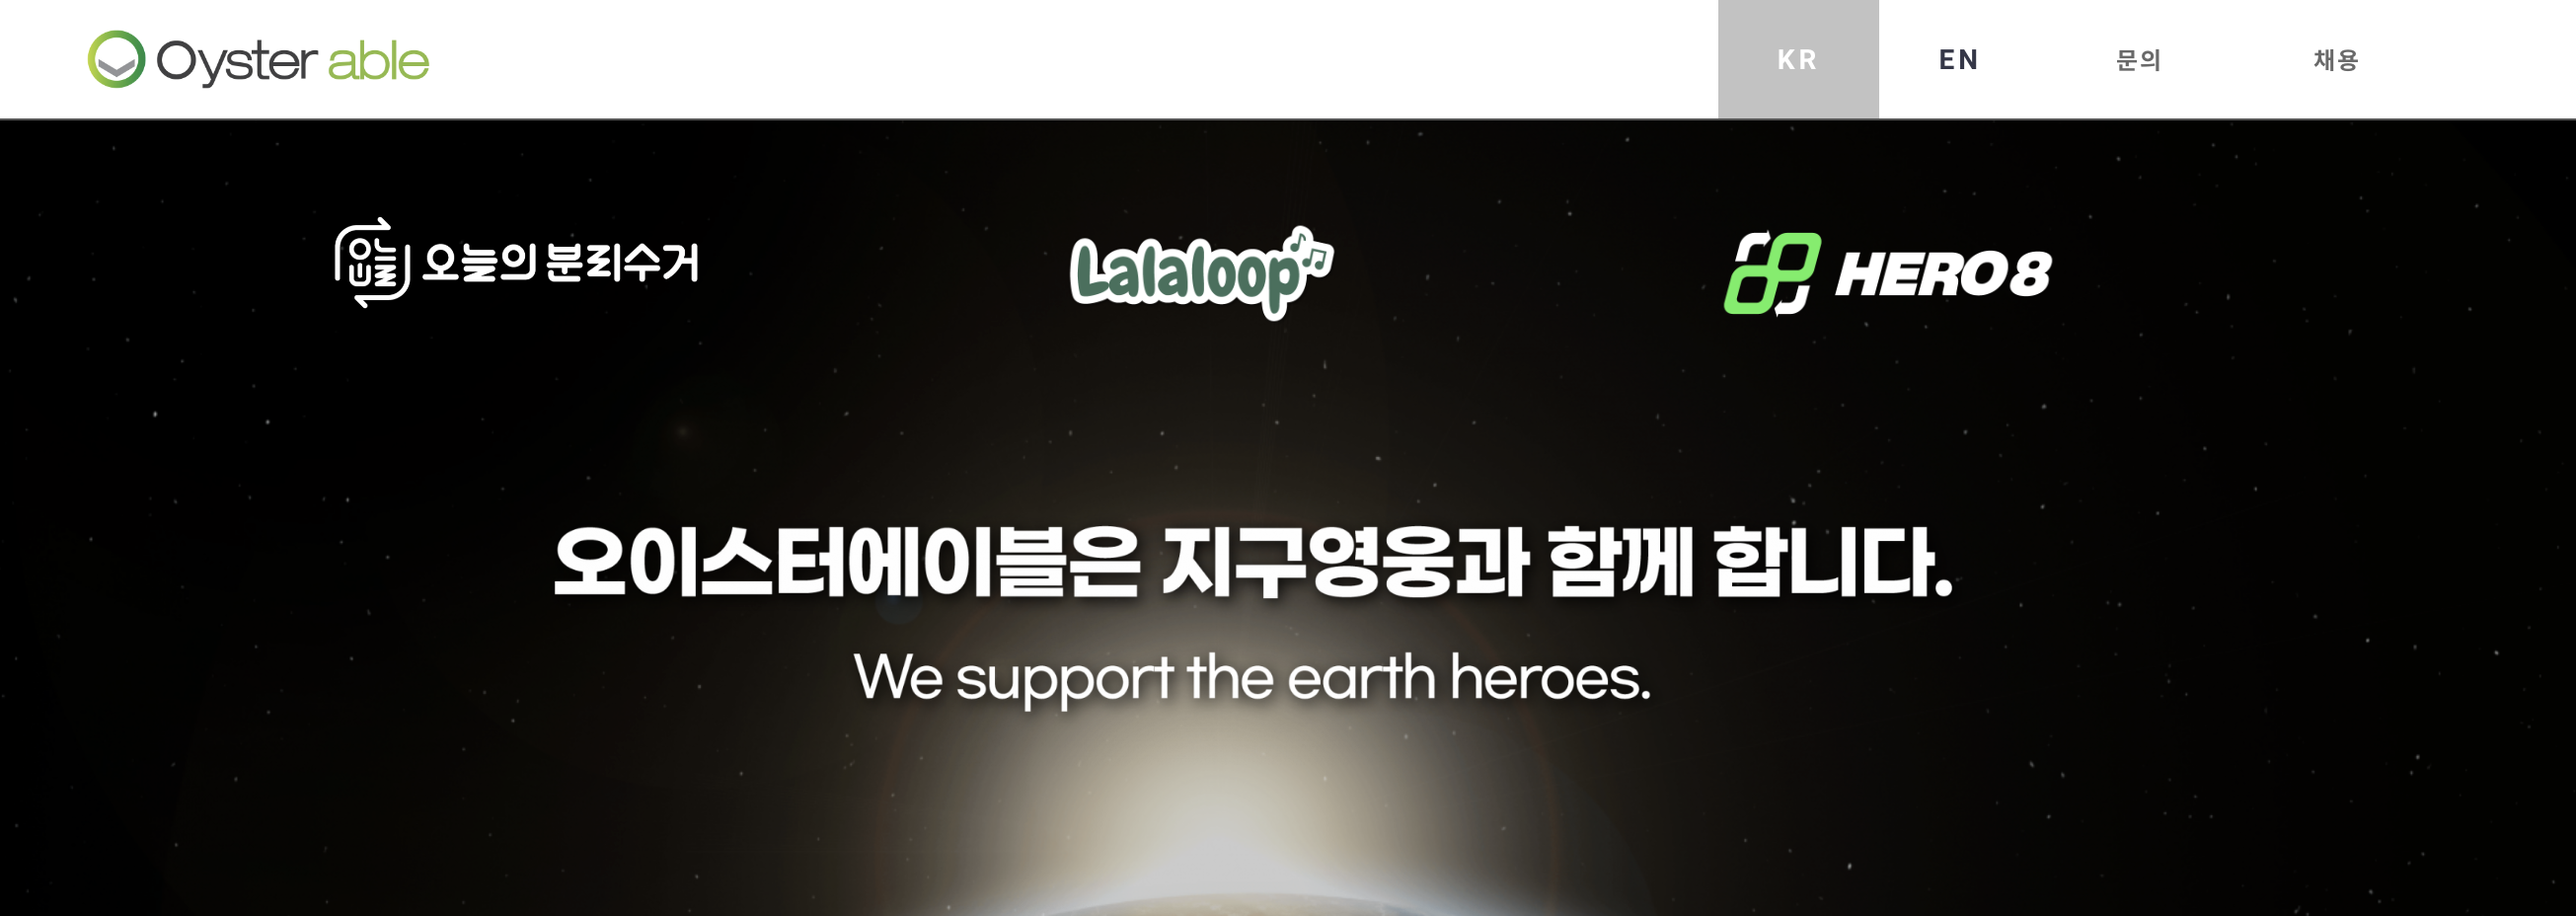 Oyster able
KR
EN
문의
채용
오늘 오늘의 분리수거
Lalaloop
HERO8
오이스터에이블은 지구영웅과 함께 합니다.
We support the earth heroes.